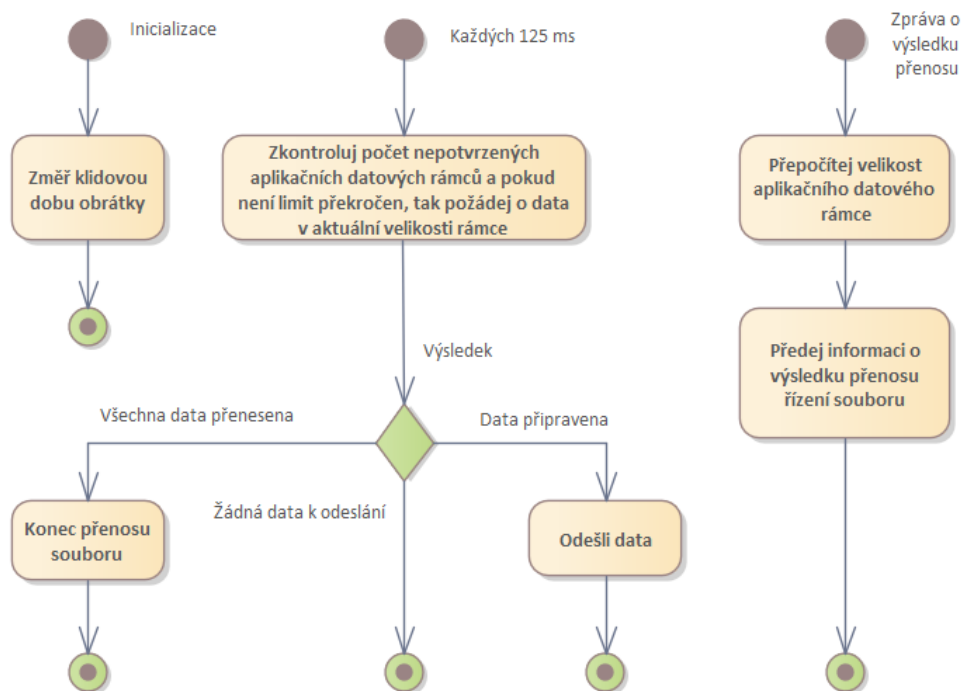 Inicializace
Každých 125 ms
Zpráva o
výsledku
přenosu
Změř klidovou
dobu obrátky
Zkontroluj počet nepotvrzených
aplikačních datových rámců a pokud
není limit překročen, tak požádej o data
v aktuální velikosti rámce
Přepočítej velikost
aplikačního datového
rámce
Výsledek
Předej informaci o
výsledku přenosu
řízení souboru
Všechna data přenesena
Data připravena
Žádná data k odeslání
Konec přenosu
souboru
Odešli data